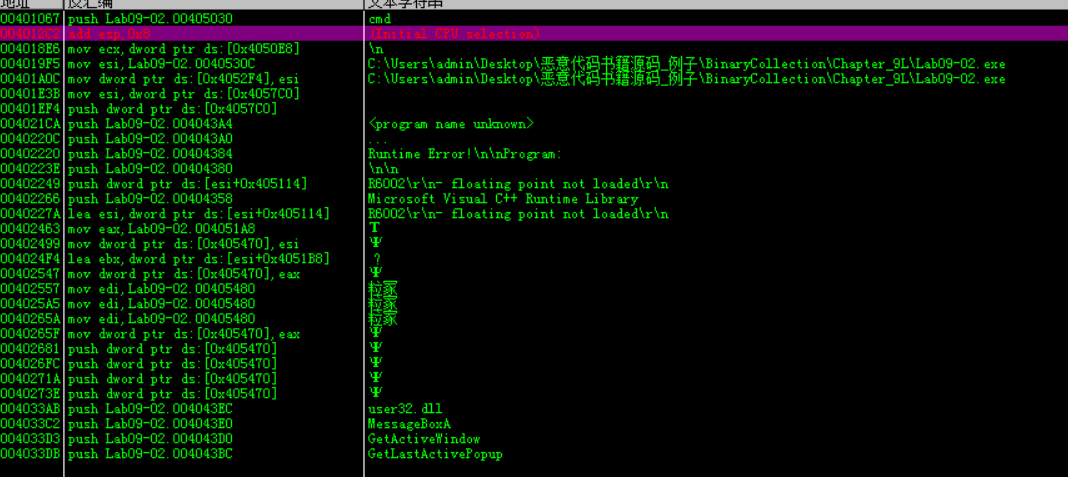 地址 反汇编 文本字符串
00401067 push Lab09-02.00405030 cmd
004012C2 add esp,0x8 (Initial CPU selection)
004018E6 mov ecx,dword ptr ds:[0x4050E8] \n
004019F5 mov esi,Lab09-02.0040530C C:\Users\admin\Desktop\恶意代码书籍源码_例子\BinaryCollection\Chapter_9L\Lab09-02.exe
00401A0C mov dword ptr ds:[0x4052F4],esi C:\Users\admin\Desktop\恶意代码书籍源码_例子\BinaryCollection\Chapter_9L\Lab09-02.exe
00401E3B mov esi,dword ptr ds:[0x4057C0]
00401EF4 push dword ptr ds:[0x4057C0]
004021CA push Lab09-02.004043A4 <program name unknown>
0040220C push Lab09-02.004043A0 ...
00402220 push Lab09-02.00404384 Runtime Error!\n\nProgram:
0040223E push Lab09-02.00404380 \n\n
00402249 push dword ptr ds:[esi+0x405114] R6002\r\n- floating point not loaded\r\n
00402266 push Lab09-02.00404358 Microsoft Visual C++ Runtime Library
0040227A lea esi,dword ptr ds:[esi+0x405114] R6002\r\n- floating point not loaded\r\n
00402463 mov eax,Lab09-02.004051A8
00402499 mov dword ptr ds:[0x405470],esi Ψ
004024F4 lea ebx,dword ptr ds:[esi+0x4051B8] ?
00402547 mov dword ptr ds:[0x405470],eax Ψ
00402557 mov edi,Lab09-02.00405480
004025A5 mov edi,Lab09-02.00405480
0040265A mov edi,Lab09-02.00405480
0040265F mov dword ptr ds:[0x405470],eax Ψ
00402681 push dword ptr ds:[0x405470] Ψ
004026FC push dword ptr ds:[0x405470] Ψ
0040271A push dword ptr ds:[0x405470] Ψ
0040273E push dword ptr ds:[0x405470] Ψ
004033AB push Lab09-02.004043EC user32.dll
004033C2 push Lab09-02.004043E0 MessageBoxA
004033D3 push Lab09-02.004043D0 GetActiveWindow
004033DB push Lab09-02.004043BC GetLastActivePopup